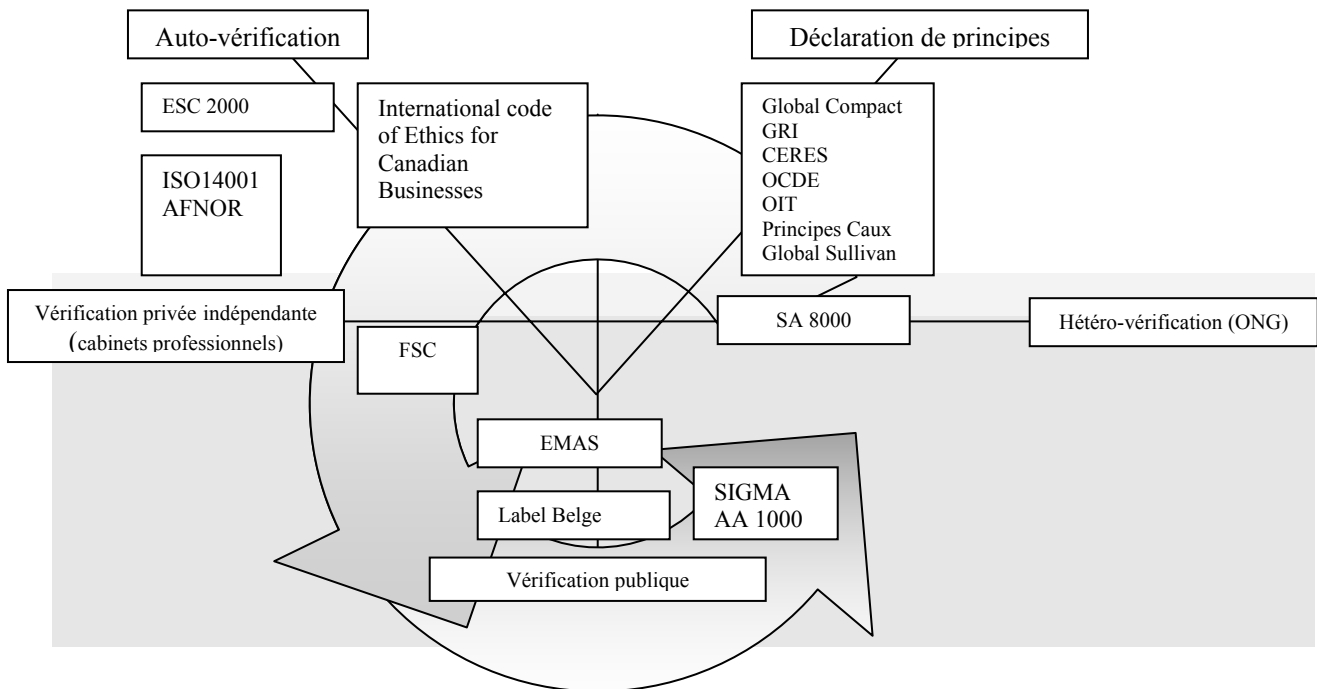 Auto-vérification
Déclaration de principes
ESC 2000
International code
of Ethics for
Canadian
Businesses
Global Compact
GRI
CERES
OCDE
OIT
Principes Caux
Global Sullivan
ISO14001
AFNOR
Vérification privée indépendante
(cabinets professionnels)
SA 8000
Hétéro-vérification (ONG)
FSC
EMAS
SIGMA
AA 1000
Label Belge
Vérification publique